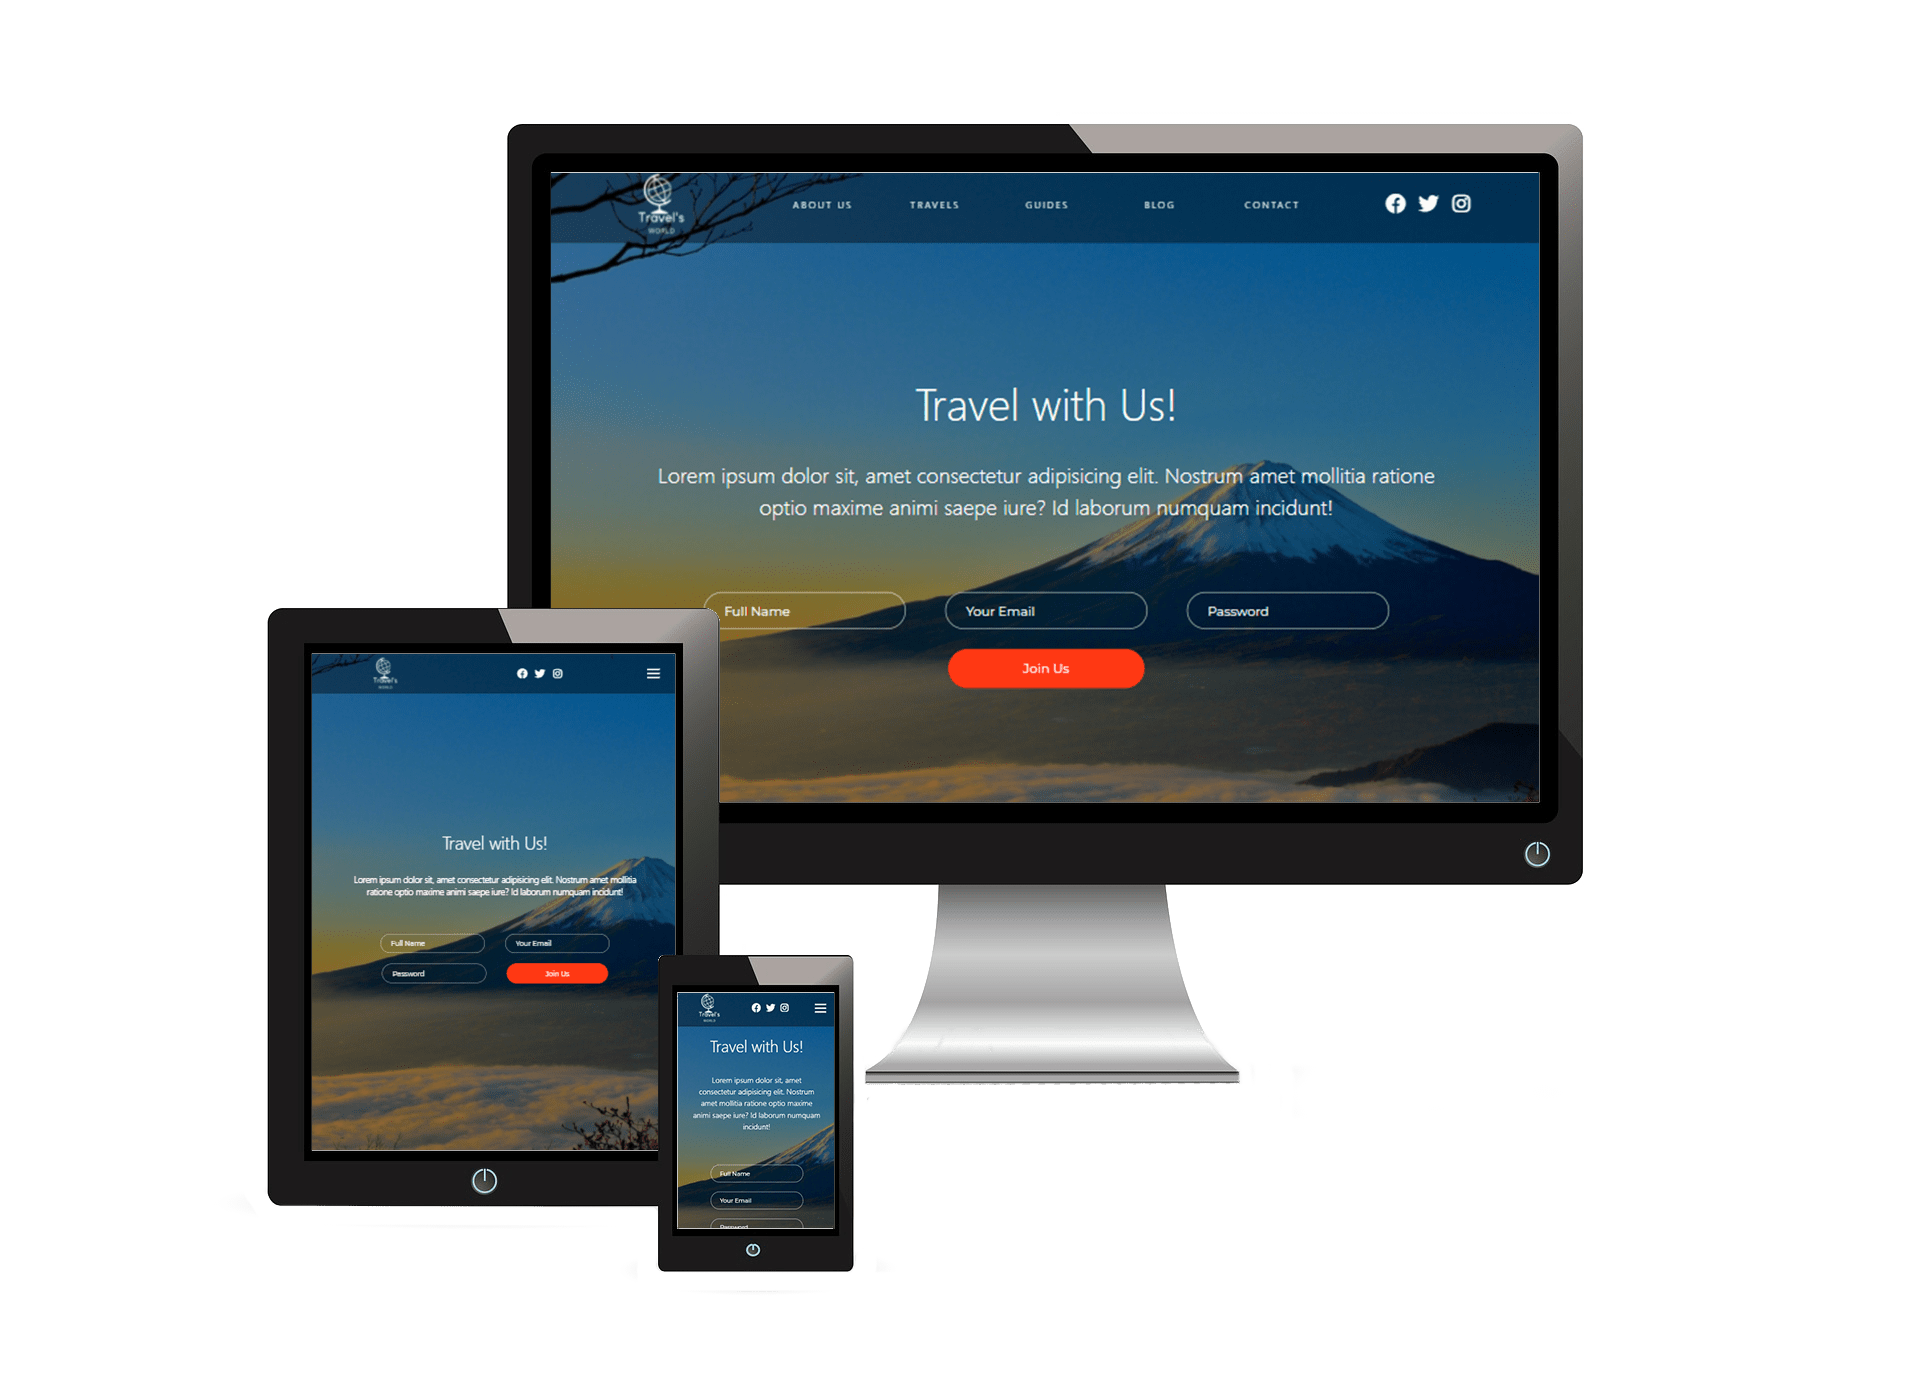 Travel's
WORLD
ABOUT US TRAVELS GUIDES BLOG CONTACT
Travel with Us!
Lorem ipsum dolor sit, amet consectetur adipisicing elit. Nostrum amet mollitia ratione
optio maxime animi saepe iure? Id laborum numquam incidunt!
Full Name Your Email Password
Join Us
Travel's
WORLD
Travel with Us!
Lorem ipsum dolor sit, amet consectetur adipisicing elit. Nostrum amet mollitia
ratione optio maxime animi saepe iure? Id laborum numquam incidunt!
Full Name Your Email
Password Join Us
Travel's
WORLD
Travel with Us!
Lorem ipsum dolor sit, amet
consectetur adipisicing elit. Nostrum
amet mollitia ratione optio maxime
animi saepe iure? Id laborum numquam
incidunt!
Full Name
Your Email
Password